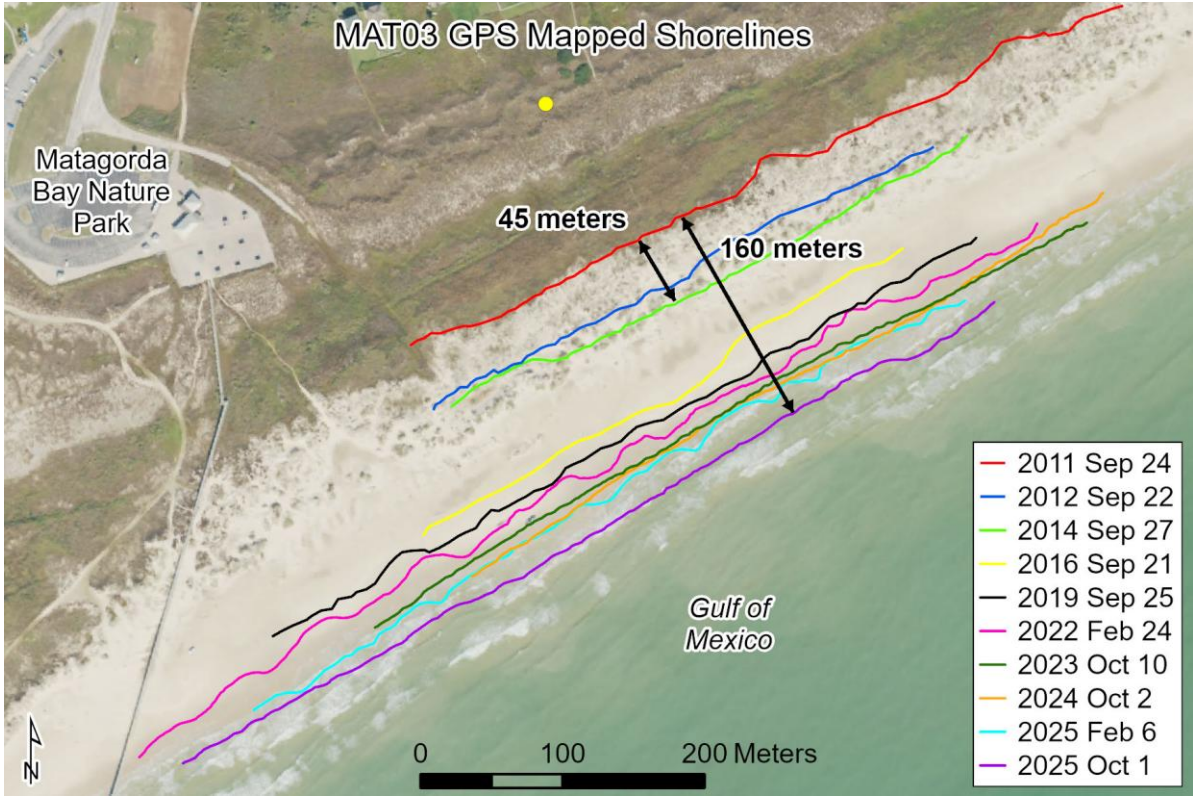 MAT03 GPS Mapped Shorelines
Matagorda
Bay Nature
Park
45 meters
160 meters
2011 Sep 24
2012 Sep 22
2014 Sep 27
2016 Sep 21
2019 Sep 25
2022 Feb 24
2023 Oct 10
2024 Oct 2
2025 Feb 6
2025 Oct 1
Gulf of
Mexico
0 100 200 Meters
N